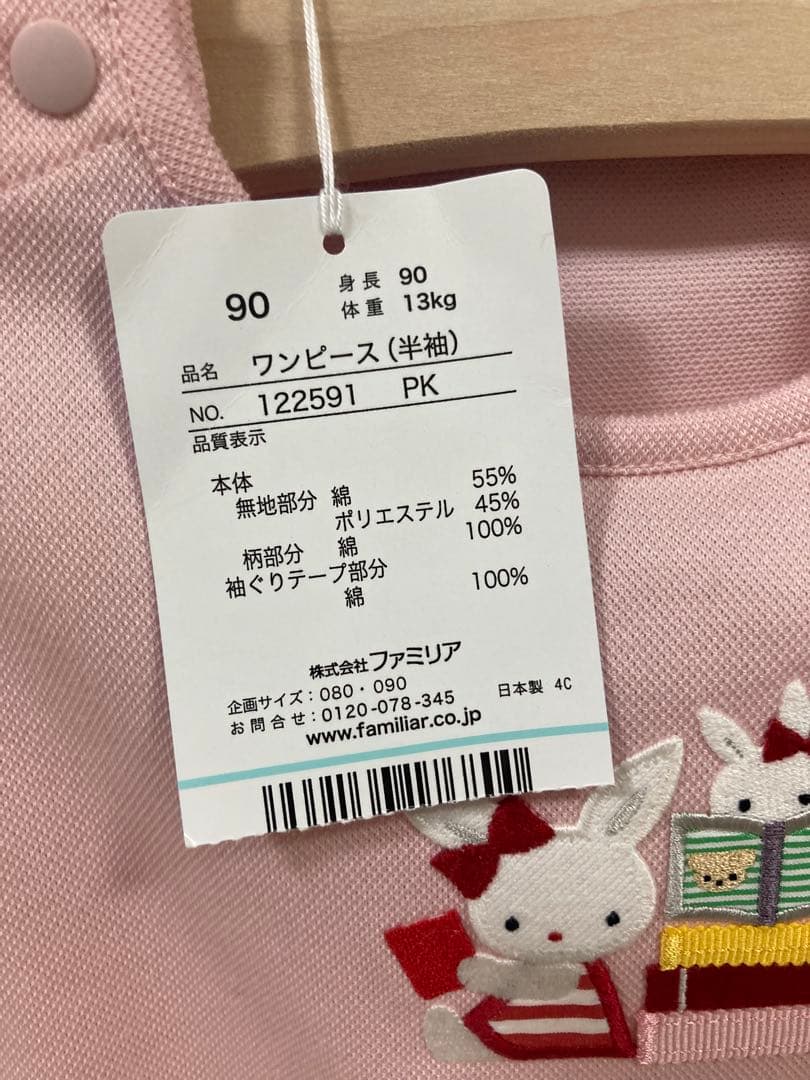 90
身長 90
体重 13kg
品名 ワンピース(半袖)
NO. 122591 PK
品質表示
本体
無地部分 綿 55%
ポリエステル 45%
柄部分 綿 100%
袖ぐりテープ部分
綿 100%
株式会社ファミリア
企画サイズ:080・090
お問合せ:0120-078-345 日本製 4C
www.familiar.co.jp